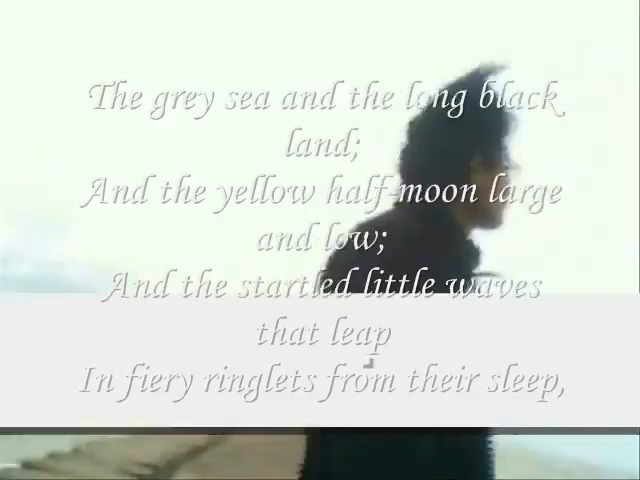 The grey sea and the long black
land;
And the yellow half-moon large
and low;
And the startled little waves
that leap
In fiery ringlets from their sleep,